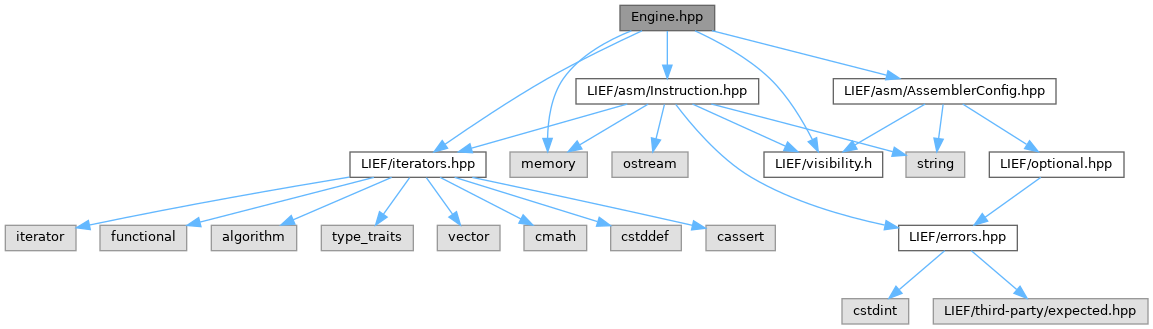 Engine.hpp
LIEF/asm/Instruction.hpp
LIEF/asm/AssemblerConfig.hpp
LIEF/iterators.hpp
memory
ostream
LIEF/visibility.h
string
LIEF/optional.hpp
iterator
functional
algorithm
type_traits
vector
cmath
cstddef
cassert
LIEF/errors.hpp
cstdint
LIEF/third-party/expected.hpp